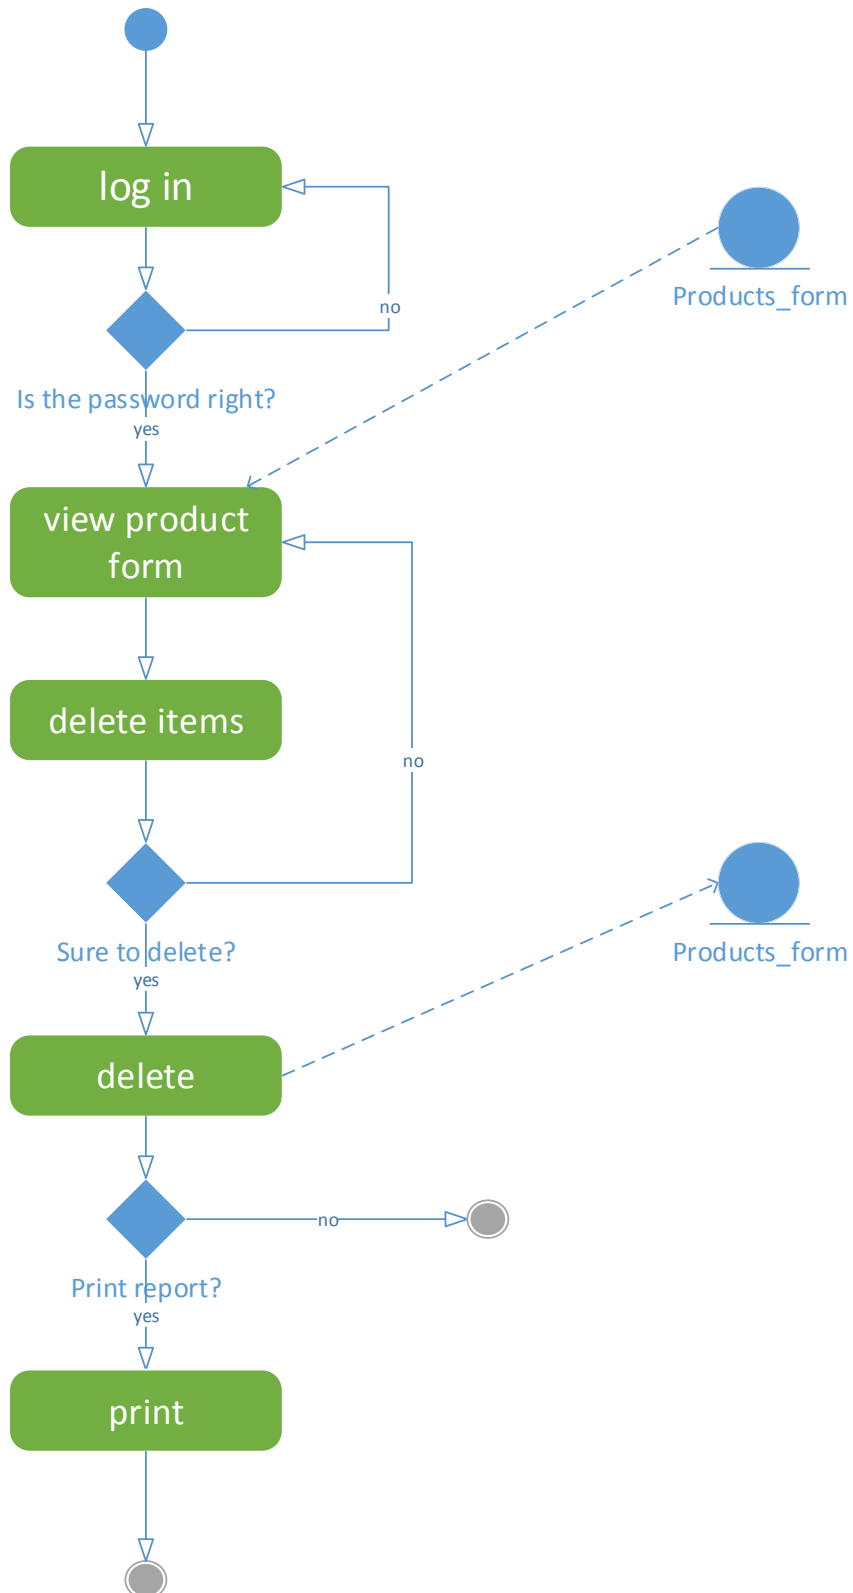 log in
Products_form
no
Is the password right?
yes
view product
form
delete items
no
Sure to delete?
Products_form
yes
delete
no
Print report?
yes
print